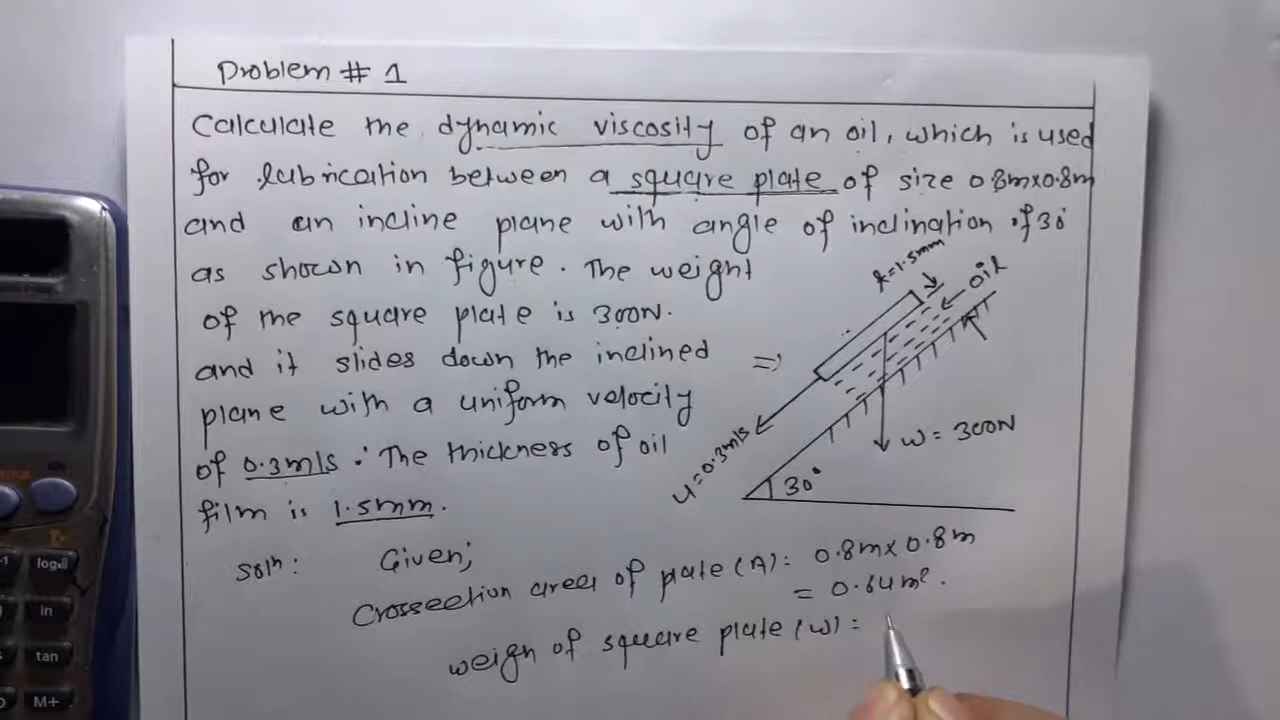 Problem # 1
Calculate the dynamic viscosity of an oil, which is used
for lubrication between a square plate of size 0.8m×0.8m
and an incline plane with angle of inclination of 30°
as shown in figure. The weight
of the square plate is 300N.
and it slides down the inclined
plane with a uniform velocity
of 0.3m/s. The thickness of oil
film is 1.5mm.
t=1.5mm
oil
=>
u=0.3m/s
w=300N
30°
Soln: Given;
Crossection area of plate (A): 0.8m× 0.8m
= 0.64m².
weigh of square plate (w) =
log
ln
tan
M+